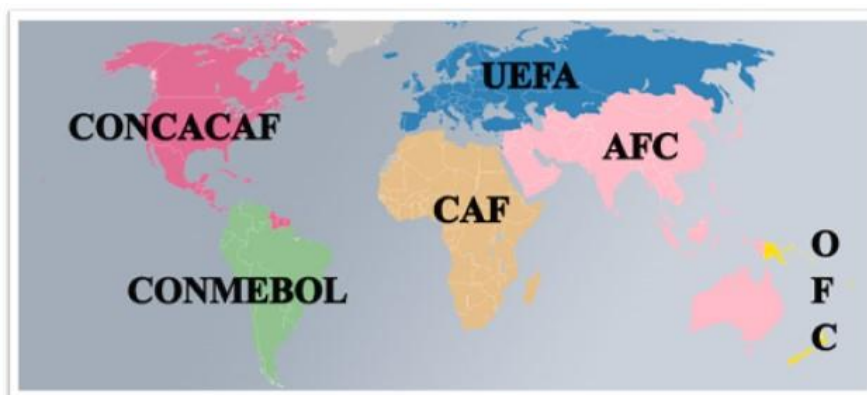 UEFA
CONCACAF
AFC
CAF
CONMEBOL
O
F
C